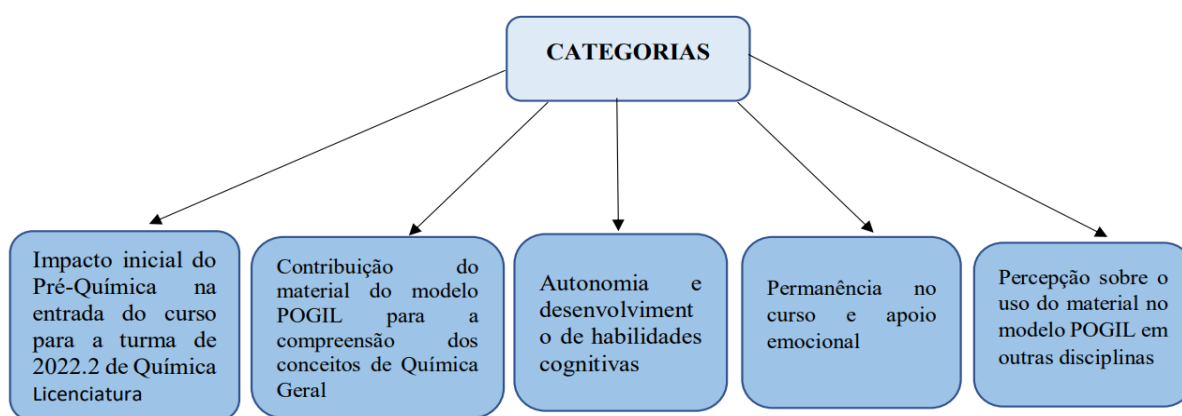 CATEGORIAS
Impacto inicial do
Pré-Química na
entrada do curso
para a turma de
2022.2 de Química
Licenciatura
Contribuição do
material do modelo
POGIL para a
compreensão dos
conceitos de Química
Geral
Autonomia e
desenvolviment
o de habilidades
cognitivas
Permanência no
curso e apoio
emocional
Percepção sobre o
uso do material no
modelo POGIL em
outras disciplinas